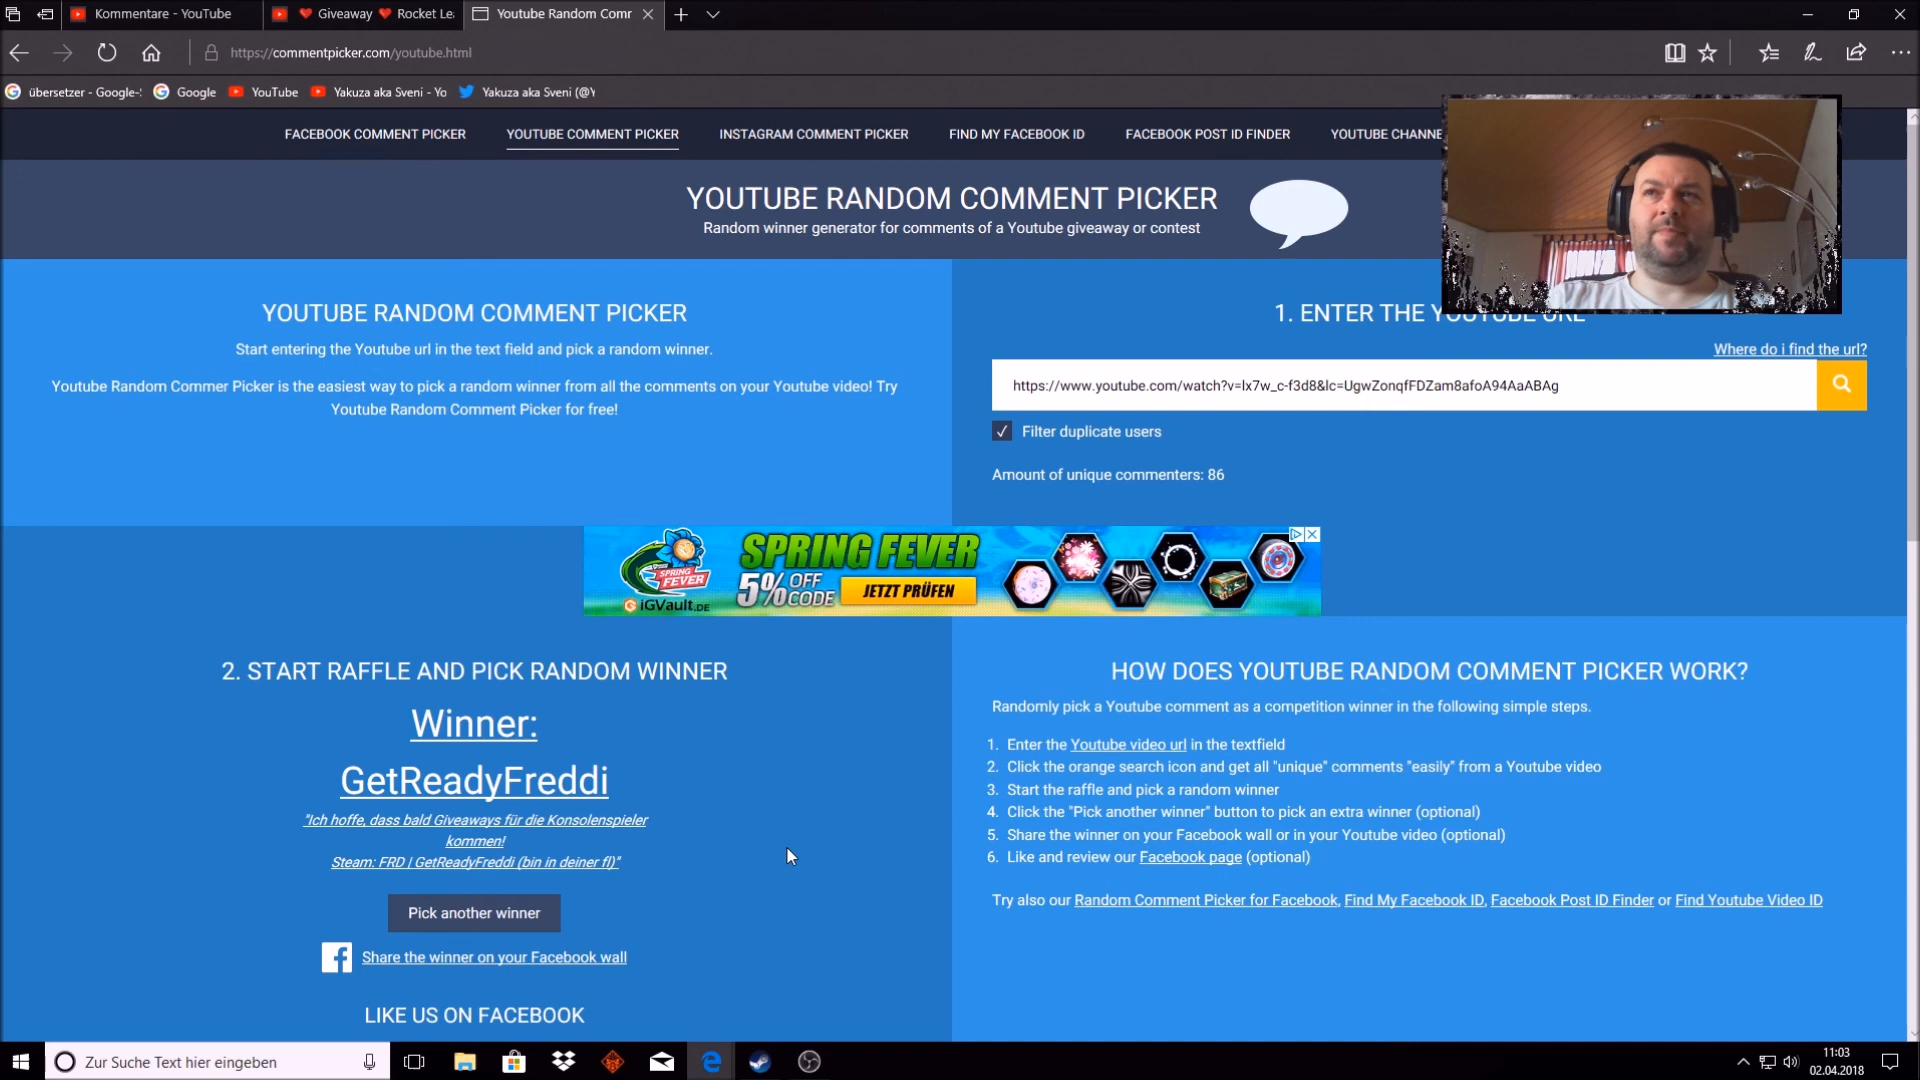 Kommentare - YouTube
Giveaway
Rocket Le
Youtube Random Comr
https://commentpicker.com/youtube.html
übersetzer - Google-
Google
YouTube
Yakuza aka Sveni - Yo
Yakuza aka Sveni (@Y
FACEBOOK COMMENT PICKER
YOUTUBE COMMENT PICKER
INSTAGRAM COMMENT PICKER
FIND MY FACEBOOK ID
FACEBOOK POST ID FINDER
YOUTUBE CHANNE
YOUTUBE RANDOM COMMENT PICKER
Random winner generator for comments of a Youtube giveaway or contest
YOUTUBE RANDOM COMMENT PICKER
Start entering the Youtube url in the text field and pick a random winner.
Youtube Random Commer Picker is the easiest way to pick a random winner from all the comments on your Youtube video! Try
Youtube Random Comment Picker for free!
1. ENTER THE YOUTUBE URL
Where do i find the url?
https://www.youtube.com/watch?v=lx7w_c-f3d8&lc=UgwZonqfFDZam8afoA94AaABAg
Filter duplicate users
Amount of unique commenters: 86
SPRING FEVER
iGVault.DE
SPRING FEVER
5% OFF CODE
JETZT PRÜFEN
2. START RAFFLE AND PICK RANDOM WINNER
Winner:
GetReadyFreddi
"Ich hoffe, dass bald Giveaways für die Konsolenspieler
kommen!
Steam: FRD | GetReadyFreddi (bin in deiner fl)"
Pick another winner
Share the winner on your Facebook wall
LIKE US ON FACEBOOK
HOW DOES YOUTUBE RANDOM COMMENT PICKER WORK?
Randomly pick a Youtube comment as a competition winner in the following simple steps.
1. Enter the Youtube video url in the textfield
2. Click the orange search icon and get all "unique" comments "easily" from a Youtube video
3. Start the raffle and pick a random winner
4. Click the "Pick another winner" button to pick an extra winner (optional)
5. Share the winner on your Facebook wall or in your Youtube video (optional)
6. Like and review our Facebook page (optional)
Try also our Random Comment Picker for Facebook, Find My Facebook ID, Facebook Post ID Finder or Find Youtube Video ID
Zur Suche Text hier eingeben
11:03
02.04.2018